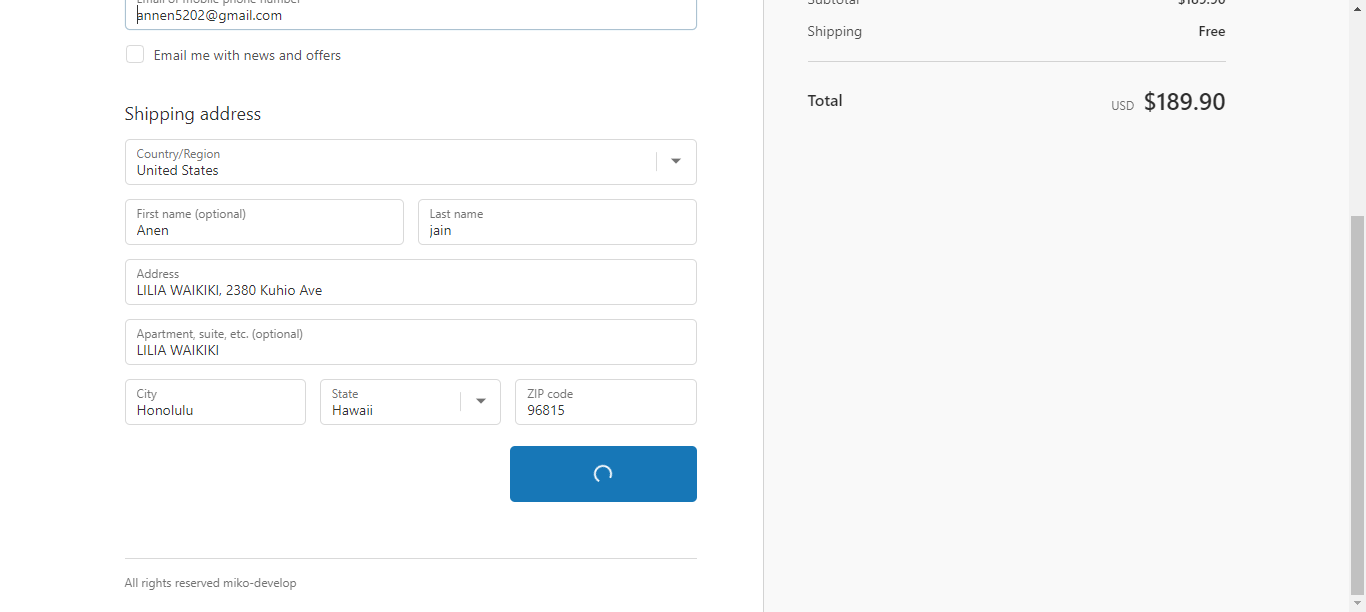 Email or mobile phone number
annen5202@gmail.com
Email me with news and offers
Shipping address
Country/Region
United States
First name (optional)
Anen
Last name
jain
Address
LILIA WAIKIKI, 2380 Kuhio Ave
Apartment, suite, etc. (optional)
LILIA WAIKIKI
City
Honolulu
State
Hawaii
ZIP code
96815
All rights reserved miko-develop
Subtotal
$189.90
Shipping
Free
Total
USD $189.90